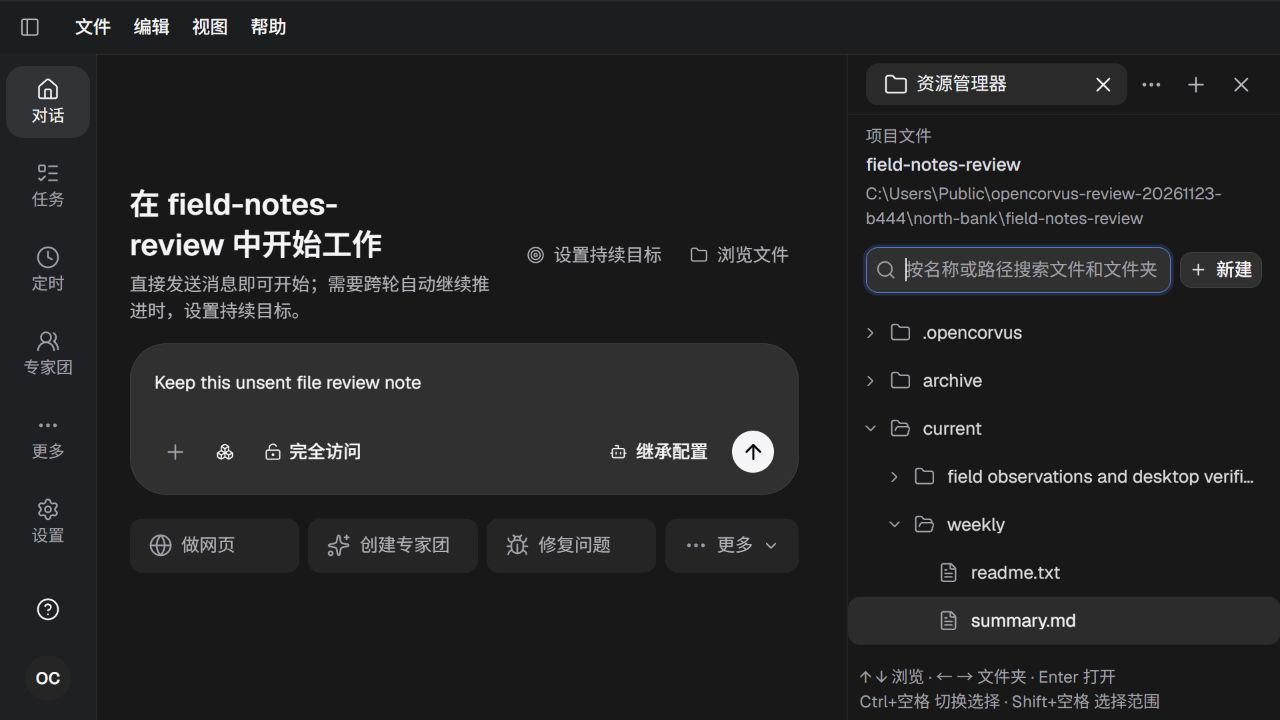 文件 编辑 视图 帮助
对话
任务
定时
专家团
更多
设置
OC
在 field-notes-
review 中开始工作
直接发送消息即可开始；需要跨轮自动继续推
进时，设置持续目标。
设置持续目标 浏览文件
Keep this unsent file review note
完全访问 继承配置
做网页 创建专家团 修复问题 更多
资源管理器
项目文件
field-notes-review
C:\Users\Public\opencorvus-review-20261123-
b444\north-bank\field-notes-review
按名称或路径搜索文件和文件夹 新建
.opencorvus
archive
current
field observations and desktop verifi...
weekly
readme.txt
summary.md
↑↓ 浏览 · ←→ 文件夹 · Enter 打开
Ctrl+空格 切换选择 · Shift+空格 选择范围